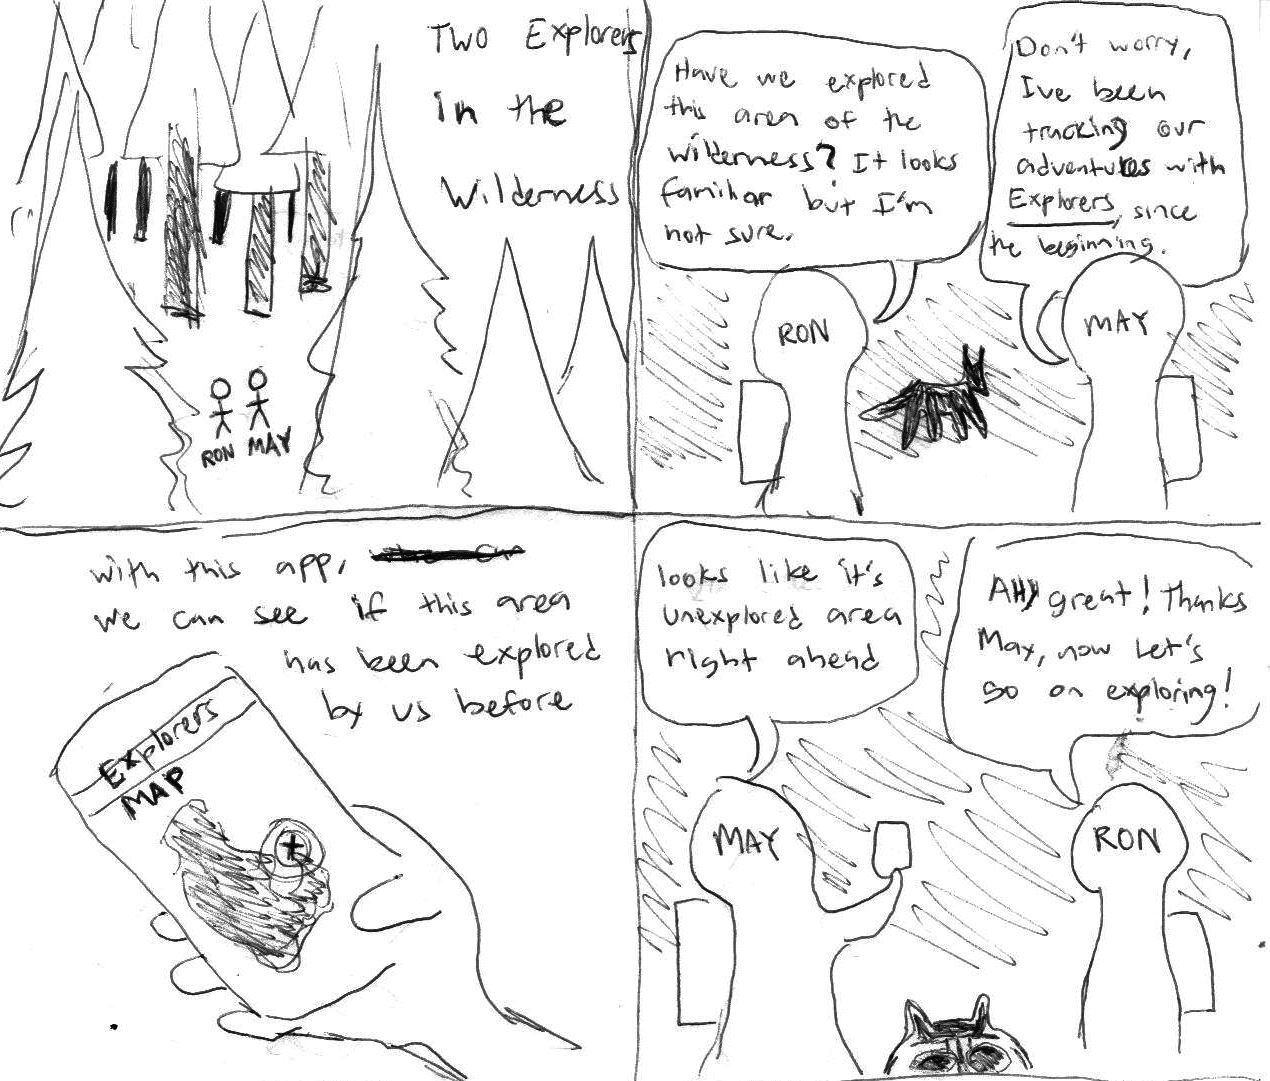 Two Explorers
in the
Wilderness
RON MAY
Have we explored
this area of the
wilderness? It looks
familiar but I'm
not sure.
Don't worry,
I've been
tracking our
adventures with
Explorers, since
the beginning.
RON
MAY
with this app,
we can see if this area
has been explored
by us before
Explorers
MAP
looks like it's
unexplored area
right ahead
Ah great! Thanks
May, now Let's
go on exploring!
MAY
RON